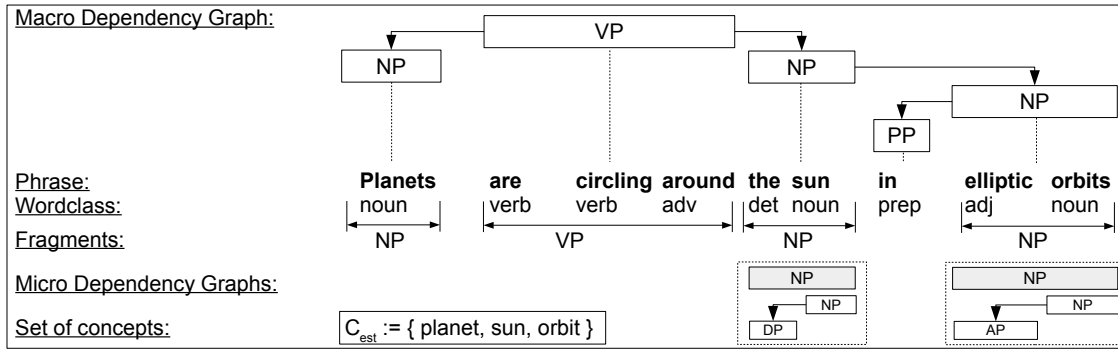 Macro Dependency Graph:
VP
NP NP
NP
PP
Phrase: Planets are circling around the sun in elliptic orbits
Wordclass: noun verb verb adv det noun prep adj noun
Fragments: NP VP NP NP
Micro Dependency Graphs: NP NP
NP NP
DP AP
Set of concepts: C_est := { planet, sun, orbit }